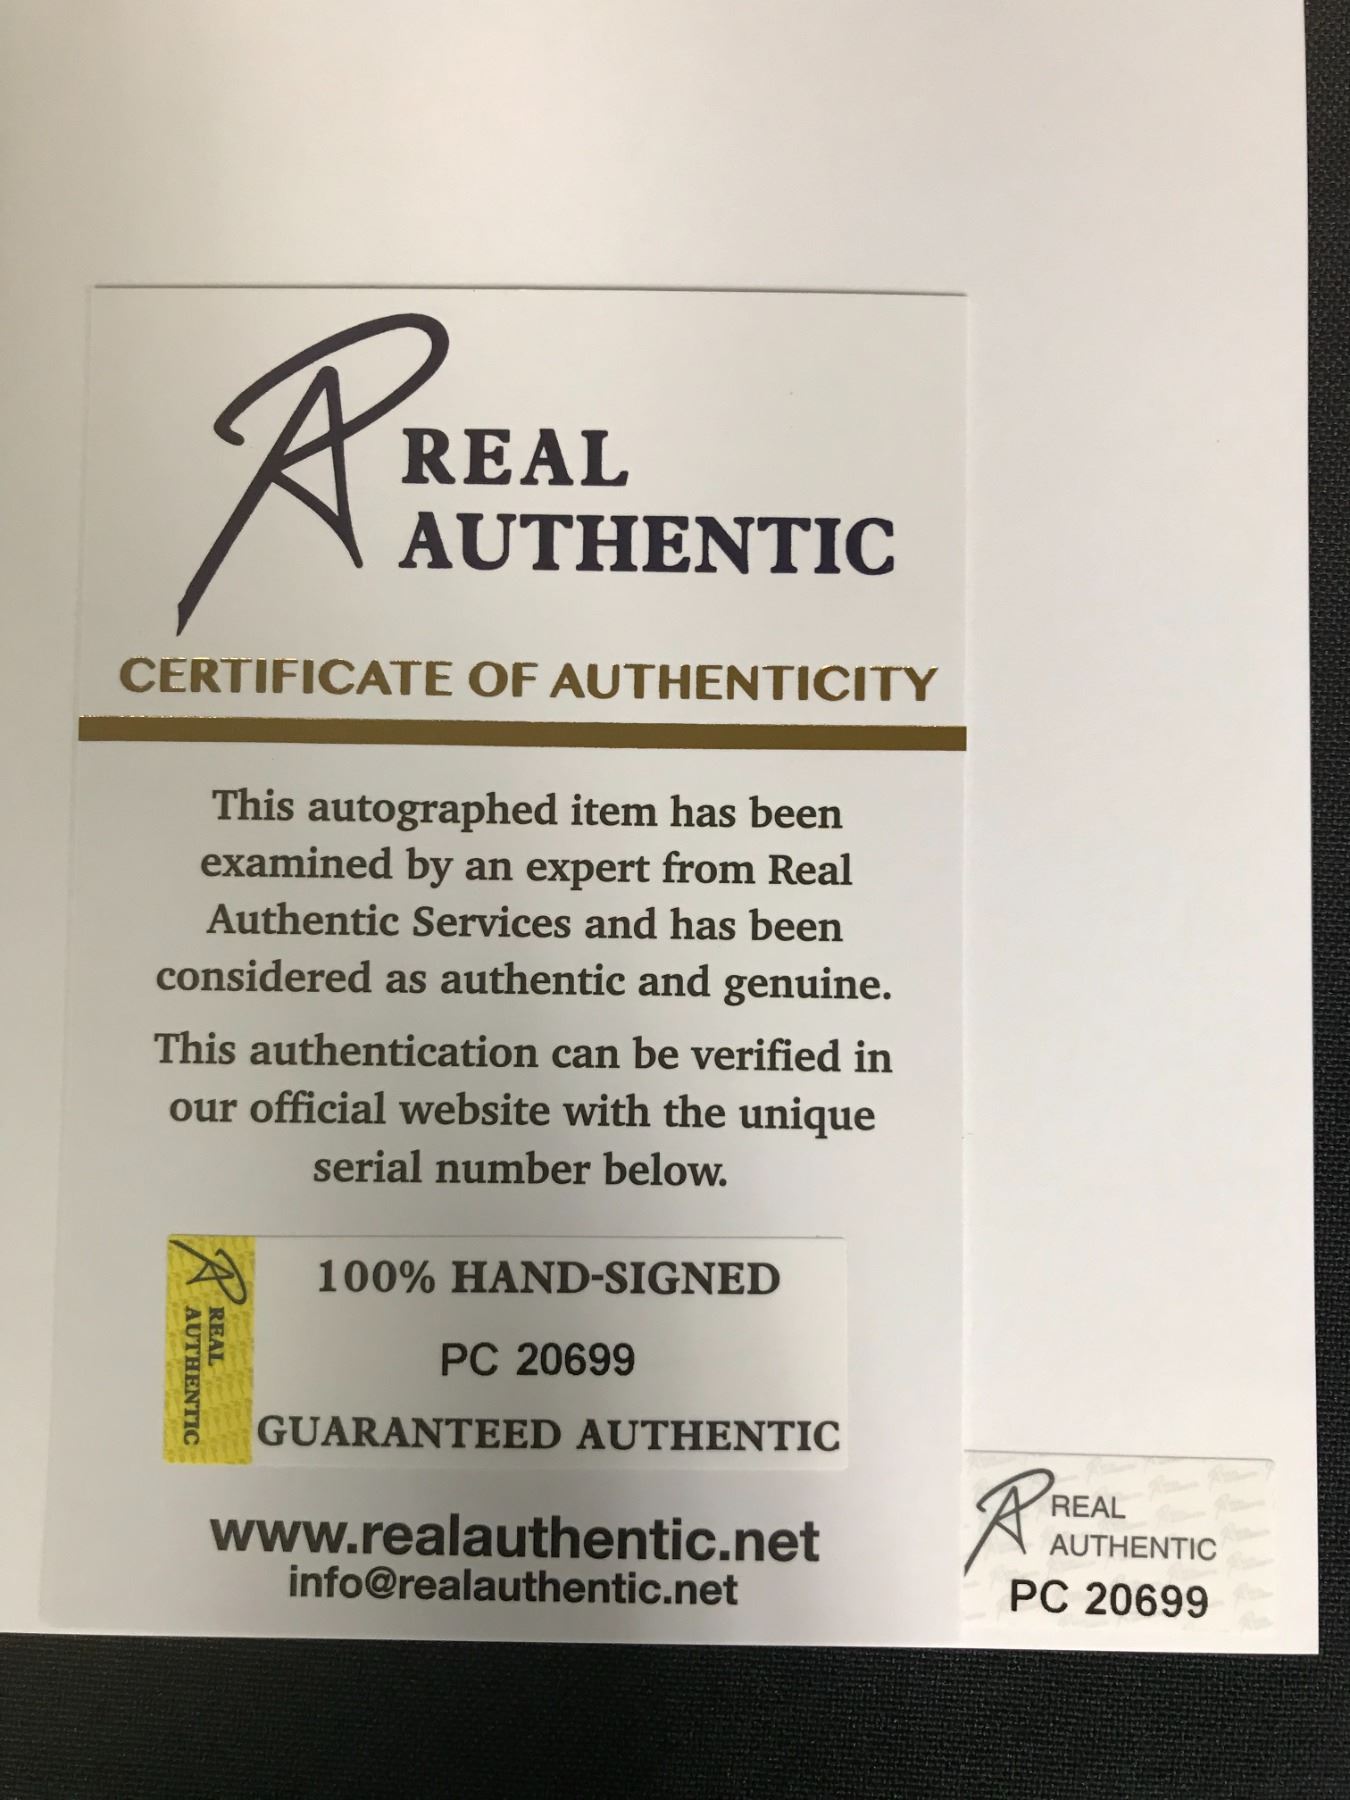 REAL
AUTHENTIC
CERTIFICATE OF AUTHENTICITY
This autographed item has been
examined by an expert from Real
Authentic Services and has been
considered as authentic and genuine.
This authentication can be verified in
our official website with the unique
serial number below.
REAL
AUTHENTIC
100% HAND-SIGNED
PC 20699
GUARANTEED AUTHENTIC
www.realauthentic.net
info@realauthentic.net
REAL
AUTHENTIC
PC 20699